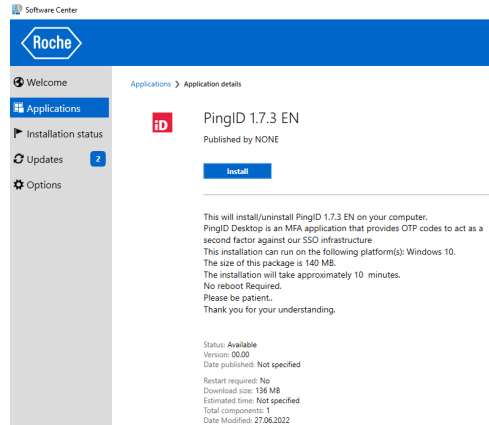 Software Center
Roche
Welcome
Applications
Installation status
Updates 2
Options
Applications > Application details
iD
PingID 1.7.3 EN
Published by NONE
Install
This will install/uninstall PingID 1.7.3 EN on your computer.
PingID Desktop is an MFA application that provides OTP codes to act as a
second factor against our SSO infrastructure
This installation can run on the following platform(s): Windows 10.
The size of this package is 140 MB.
The installation will take approximately 10  minutes.
No reboot Required.
Please be patient..
Thank you for your understanding.
Status: Available
Version: 00.00
Date published: Not specified
Restart required: No
Download size: 136 MB
Estimated time: Not specified
Total components: 1
Date Modified: 27.06.2022